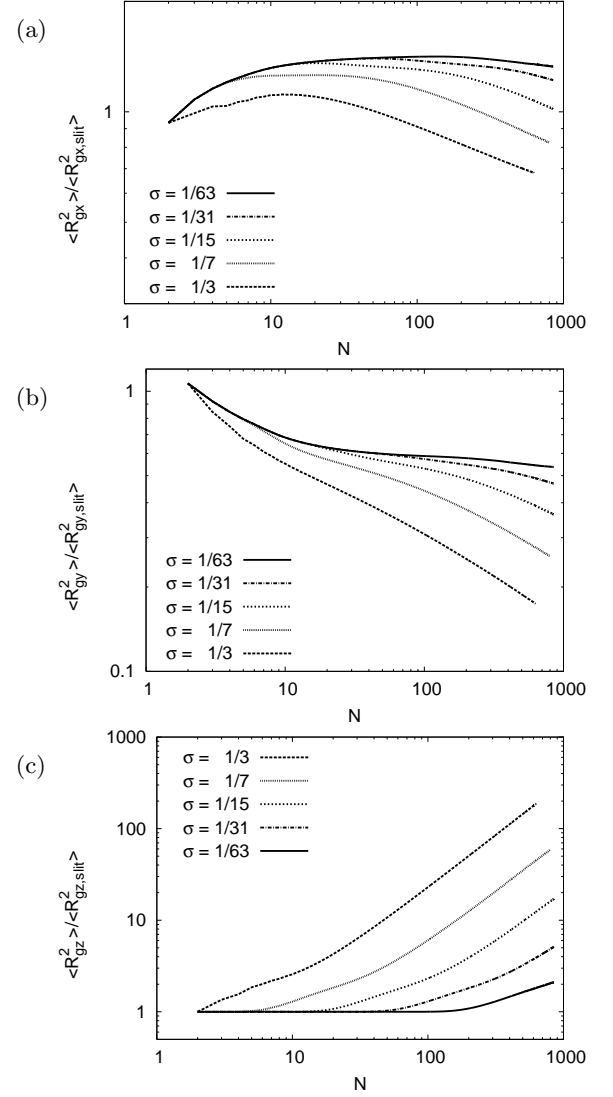 (a)
<R²gx>/<R²gx,slit>
1
σ = 1/63
σ = 1/31
σ = 1/15
σ = 1/7
σ = 1/3
1 10 100 1000
N
(b)
<R²gy>/<R²gy,slit>
1
0.1
σ = 1/63
σ = 1/31
σ = 1/15
σ = 1/7
σ = 1/3
1 10 100 1000
N
(c)
<R²gz>/<R²gz,slit>
1000
100
10
1
σ = 1/3
σ = 1/7
σ = 1/15
σ = 1/31
σ = 1/63
1 10 100 1000
N